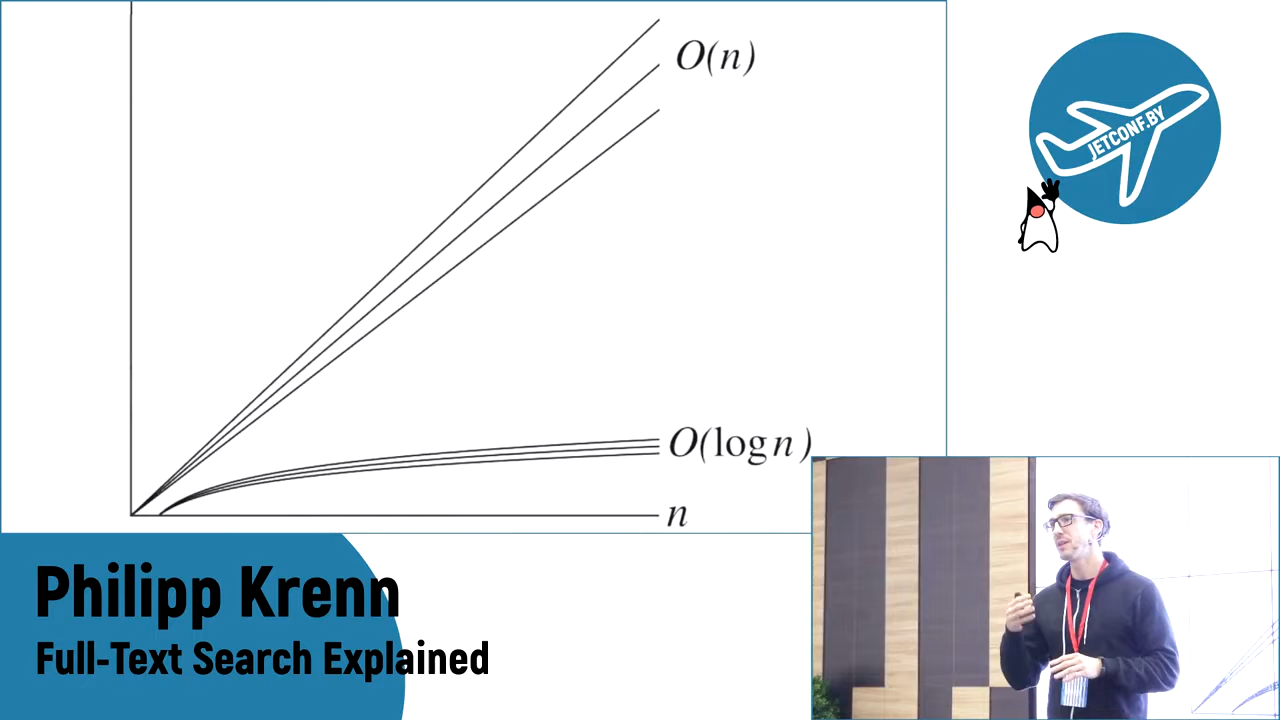 O(n)
O(log n)
n
JETCONF.BY
Philipp Krenn
Full-Text Search Explained